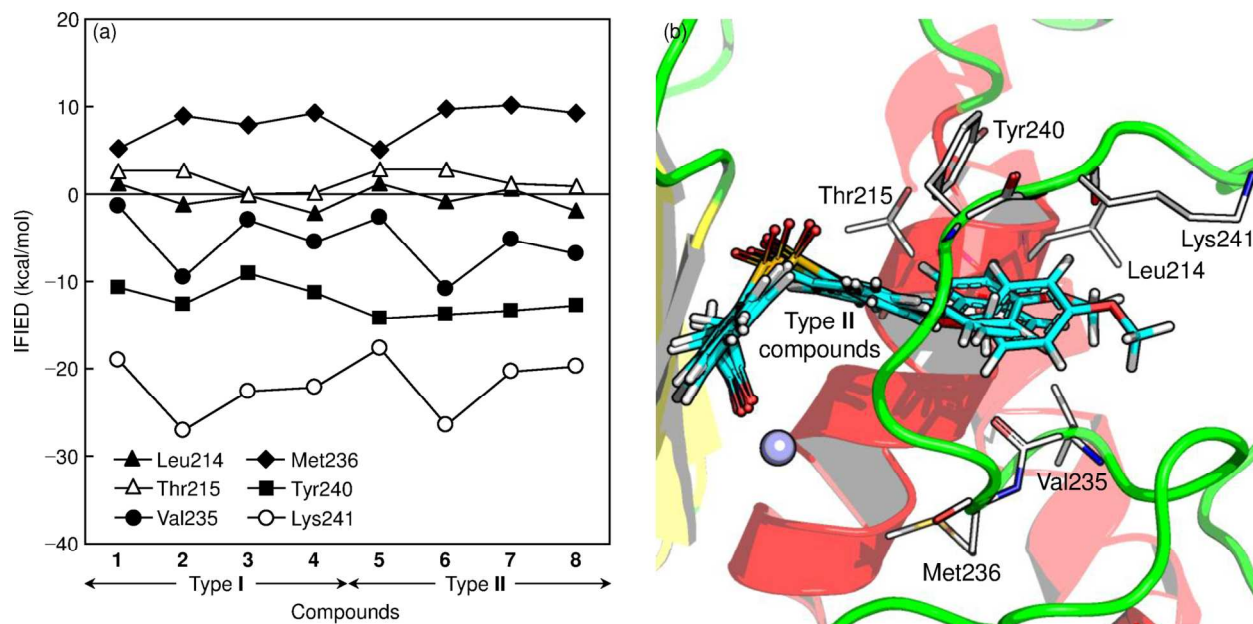 (a)
IFIED (kcal/mol)
20
10
0
−10
−20
−30
−40
Leu214
Met236
Thr215
Tyr240
Val235
Lys241
1 2 3 4 5 6 7 8
Type I
Type II
Compounds
(b)
Tyr240
Thr215
Lys241
Leu214
Type II
compounds
Val235
Met236